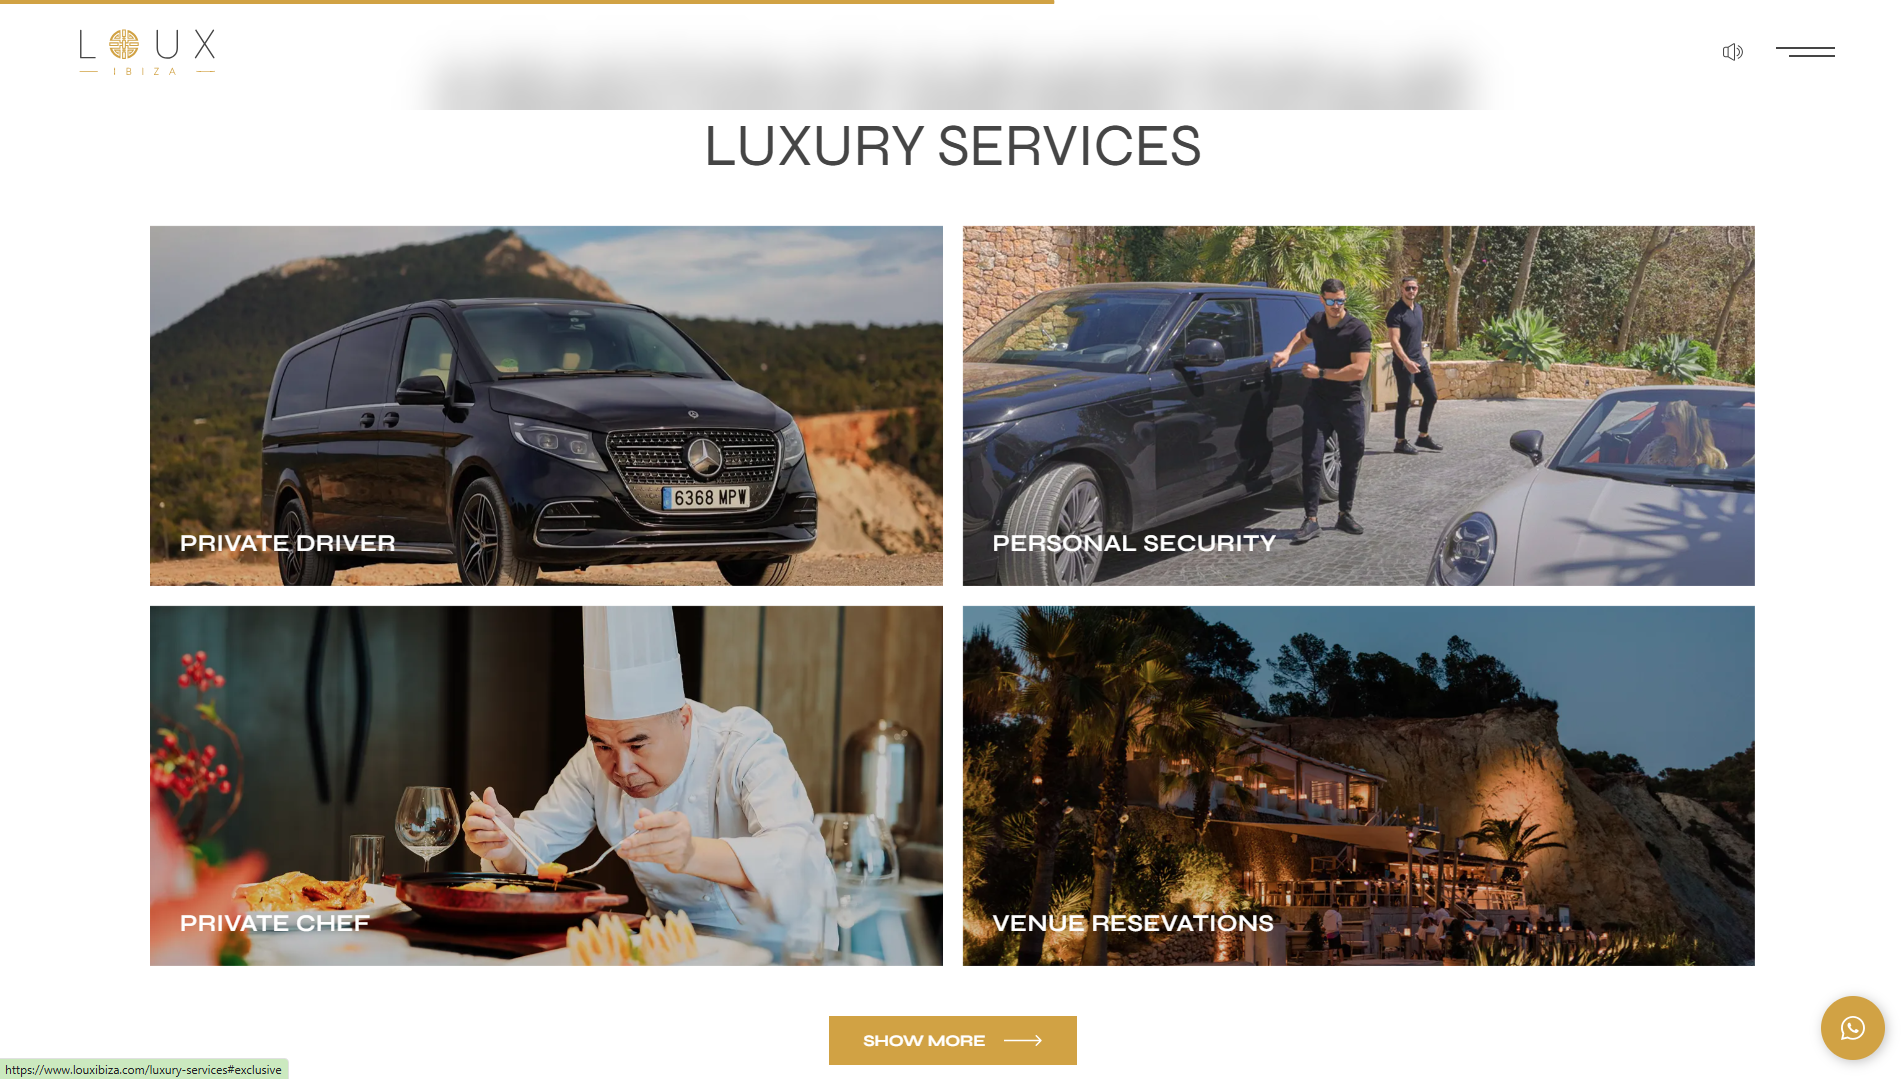 LOUX
IBIZA
LUXURY SERVICES
6368 MPW
PRIVATE DRIVER
PERSONAL SECURITY
PRIVATE CHEF
VENUE RESEVATIONS
SHOW MORE
https://www.louxibiza.com/luxury-services#exclusive